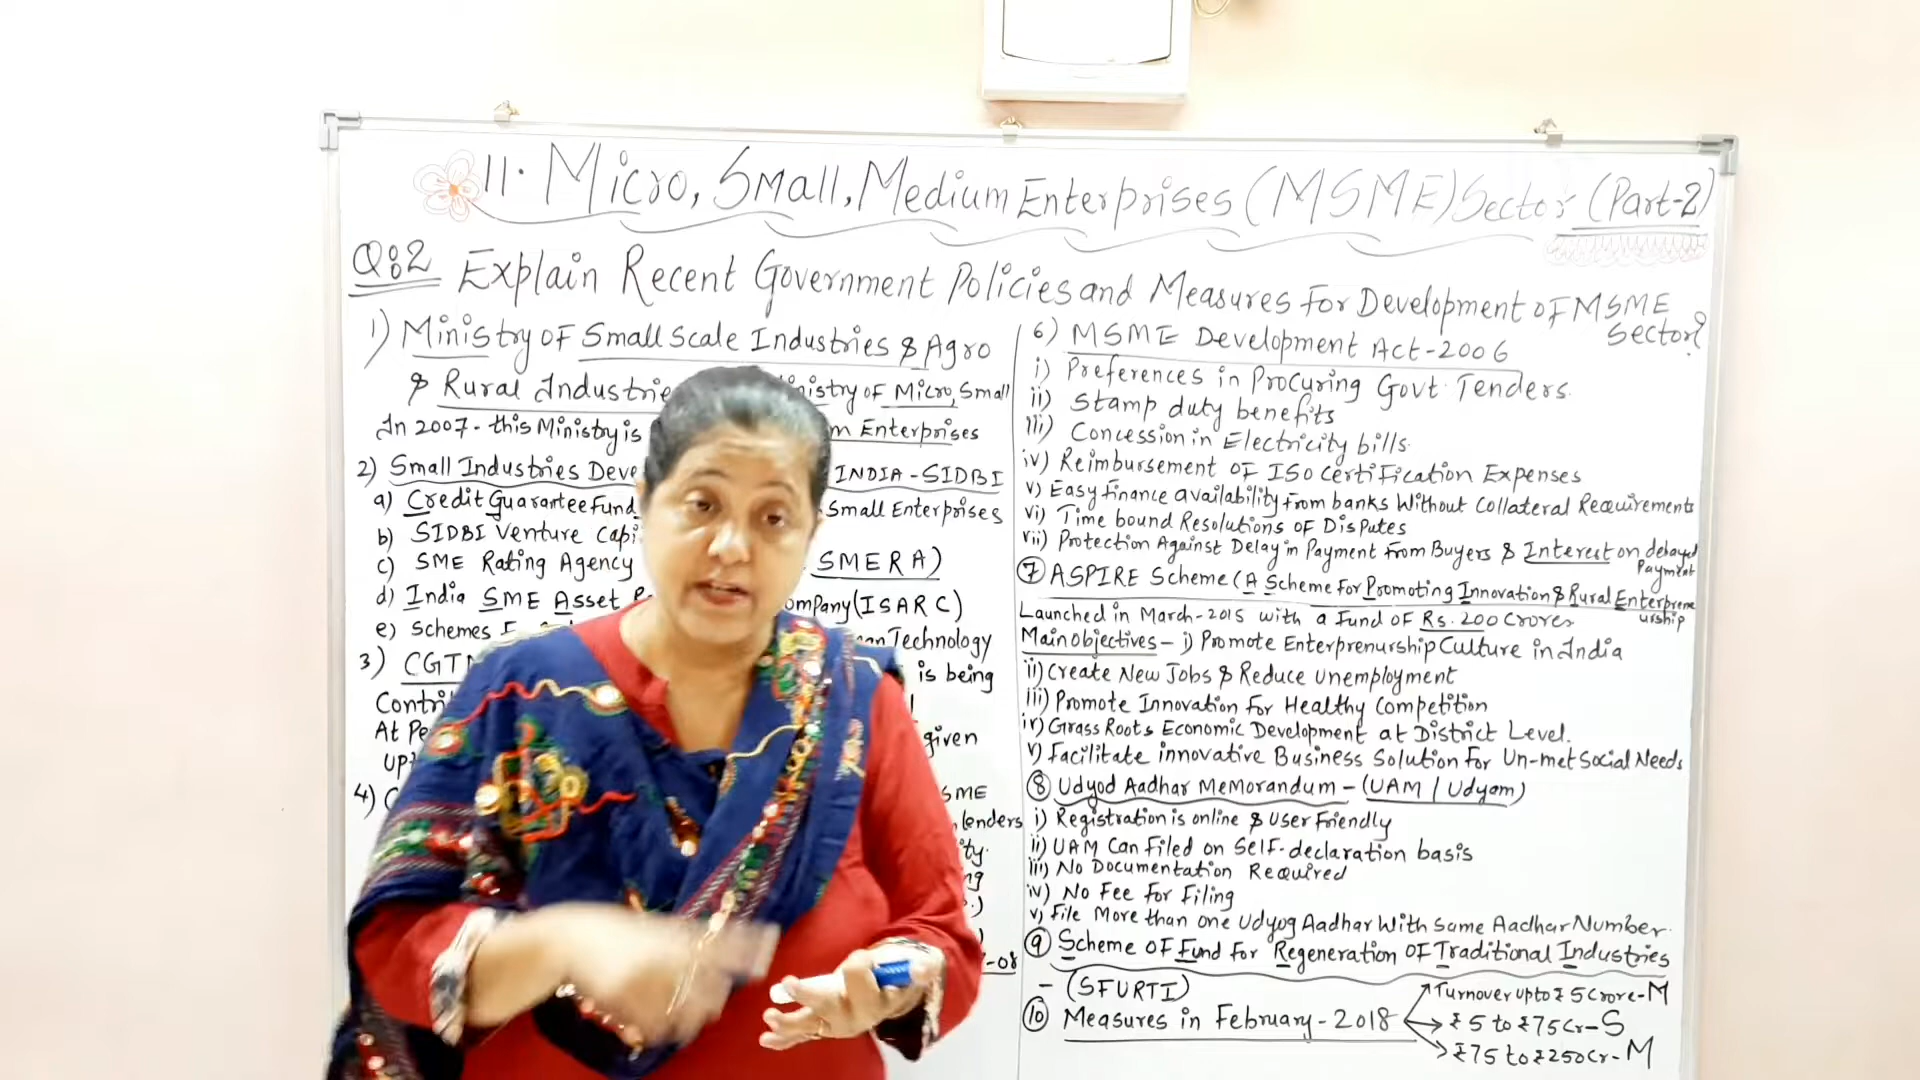 11. Micro, Small, Medium Enterprises (MSME) Sector (Part-2)
Q:2 Explain Recent Government Policies and Measures For Development of MSME
Sector?
1) Ministry of Small Scale Industries & Agro
& Rural Industrie istry of Micro, Small
In 2007- this Ministry is m Enterprises
2) Small Industries Deve INDIA-SIDBI
a) Credit Guarantee Fund Small Enterprises
b) SIDBI Venture Capi
c) SME Rating Agency SMERA)
d) India SME Asset R ompany (ISARC)
e) Schemes F Technology
3) CGT is being
Contri
At Pe given
upt
4) SME
lenders
ity.
ng
.)
)
-08
6) MSME Development Act-2006
i) Preferences in Procuring Govt. Tenders.
ii) Stamp duty benefits
iii) Concession in Electricity bills.
iv) Reimbursement of ISO Certification Expenses
v) Easy finance availability from banks Without Collateral Requirements
vi) Time bound Resolutions of Disputes
vii) Protection Against Delay in Payment From Buyers & Interest on delayed
Payment
7 ASPIRE Scheme (A Scheme for Promoting Innovation & Rural Enterprene
urship
Launched in March-2015 with a Fund of Rs. 200 Crores
Main objectives - i) Promote Enterprenurship Culture in India
ii) Create New Jobs & Reduce Unemployment
iii) Promote Innovation For Healthy Competition
iv) Grass Roots Economic Development at District Level.
v) Facilitate innovative Business Solution for Un-met Social Needs
8 Udyod Aadhar Memorandum - (UAM / Udyam)
i) Registration is online & User Friendly
ii) UAM Can Filed on Self-declaration basis
iii) No Documentation Required
iv) No Fee For Filing
v) File More than one Udyog Aadhar With Same Aadhar Number.
9 Scheme of Fund for Regeneration of Traditional Industries
- (SFURTI)
10 Measures in February-2018
Turnover upto ₹ 5 Crore-M
₹ 5 to ₹75 Cr-S
₹75 to ₹250 Cr-M